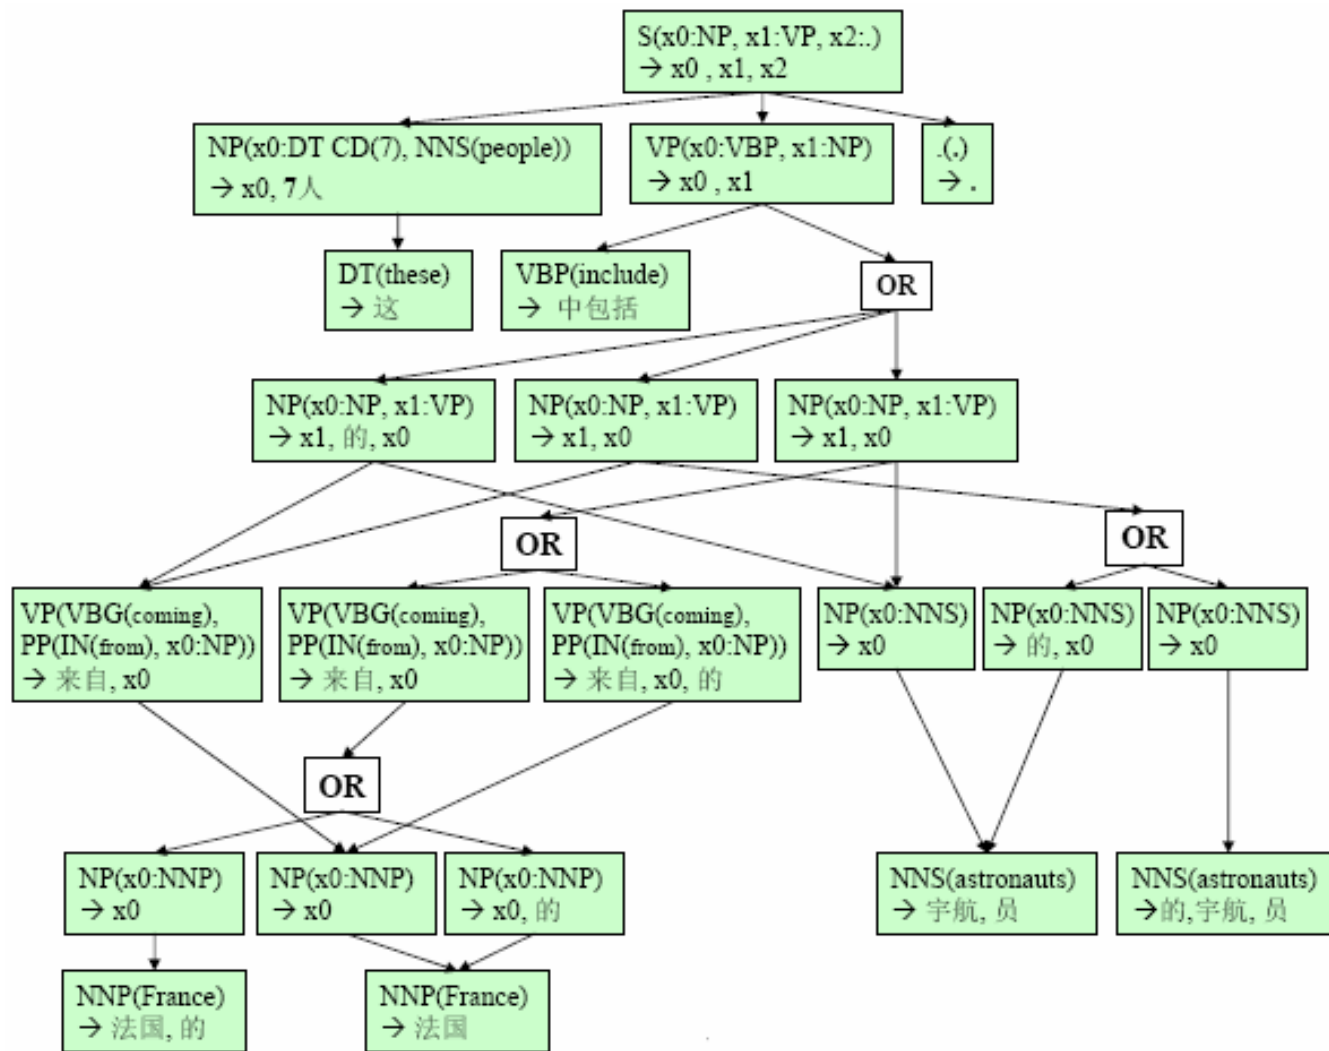 S(x0:NP, x1:VP, x2:.)
→ x0 , x1, x2
NP(x0:DT CD(7), NNS(people))
→ x0, 7人
VP(x0:VBP, x1:NP)
→ x0 , x1
.(.)
→ .
DT(these)
→ 这
VBP(include)
→ 中包括
OR
NP(x0:NP, x1:VP)
→ x1, 的, x0
NP(x0:NP, x1:VP)
→ x1, x0
NP(x0:NP, x1:VP)
→ x1, x0
OR
OR
VP(VBG(coming),
PP(IN(from), x0:NP))
→ 来自, x0
VP(VBG(coming),
PP(IN(from), x0:NP))
→ 来自, x0
VP(VBG(coming),
PP(IN(from), x0:NP))
→ 来自, x0, 的
NP(x0:NNS)
→ x0
NP(x0:NNS)
→ 的, x0
NP(x0:NNS)
→ x0
OR
NP(x0:NNP)
→ x0
NP(x0:NNP)
→ x0
NP(x0:NNP)
→ x0, 的
NNS(astronauts)
→ 宇航, 员
NNS(astronauts)
→的,宇航, 员
NNP(France)
→ 法国, 的
NNP(France)
→ 法国